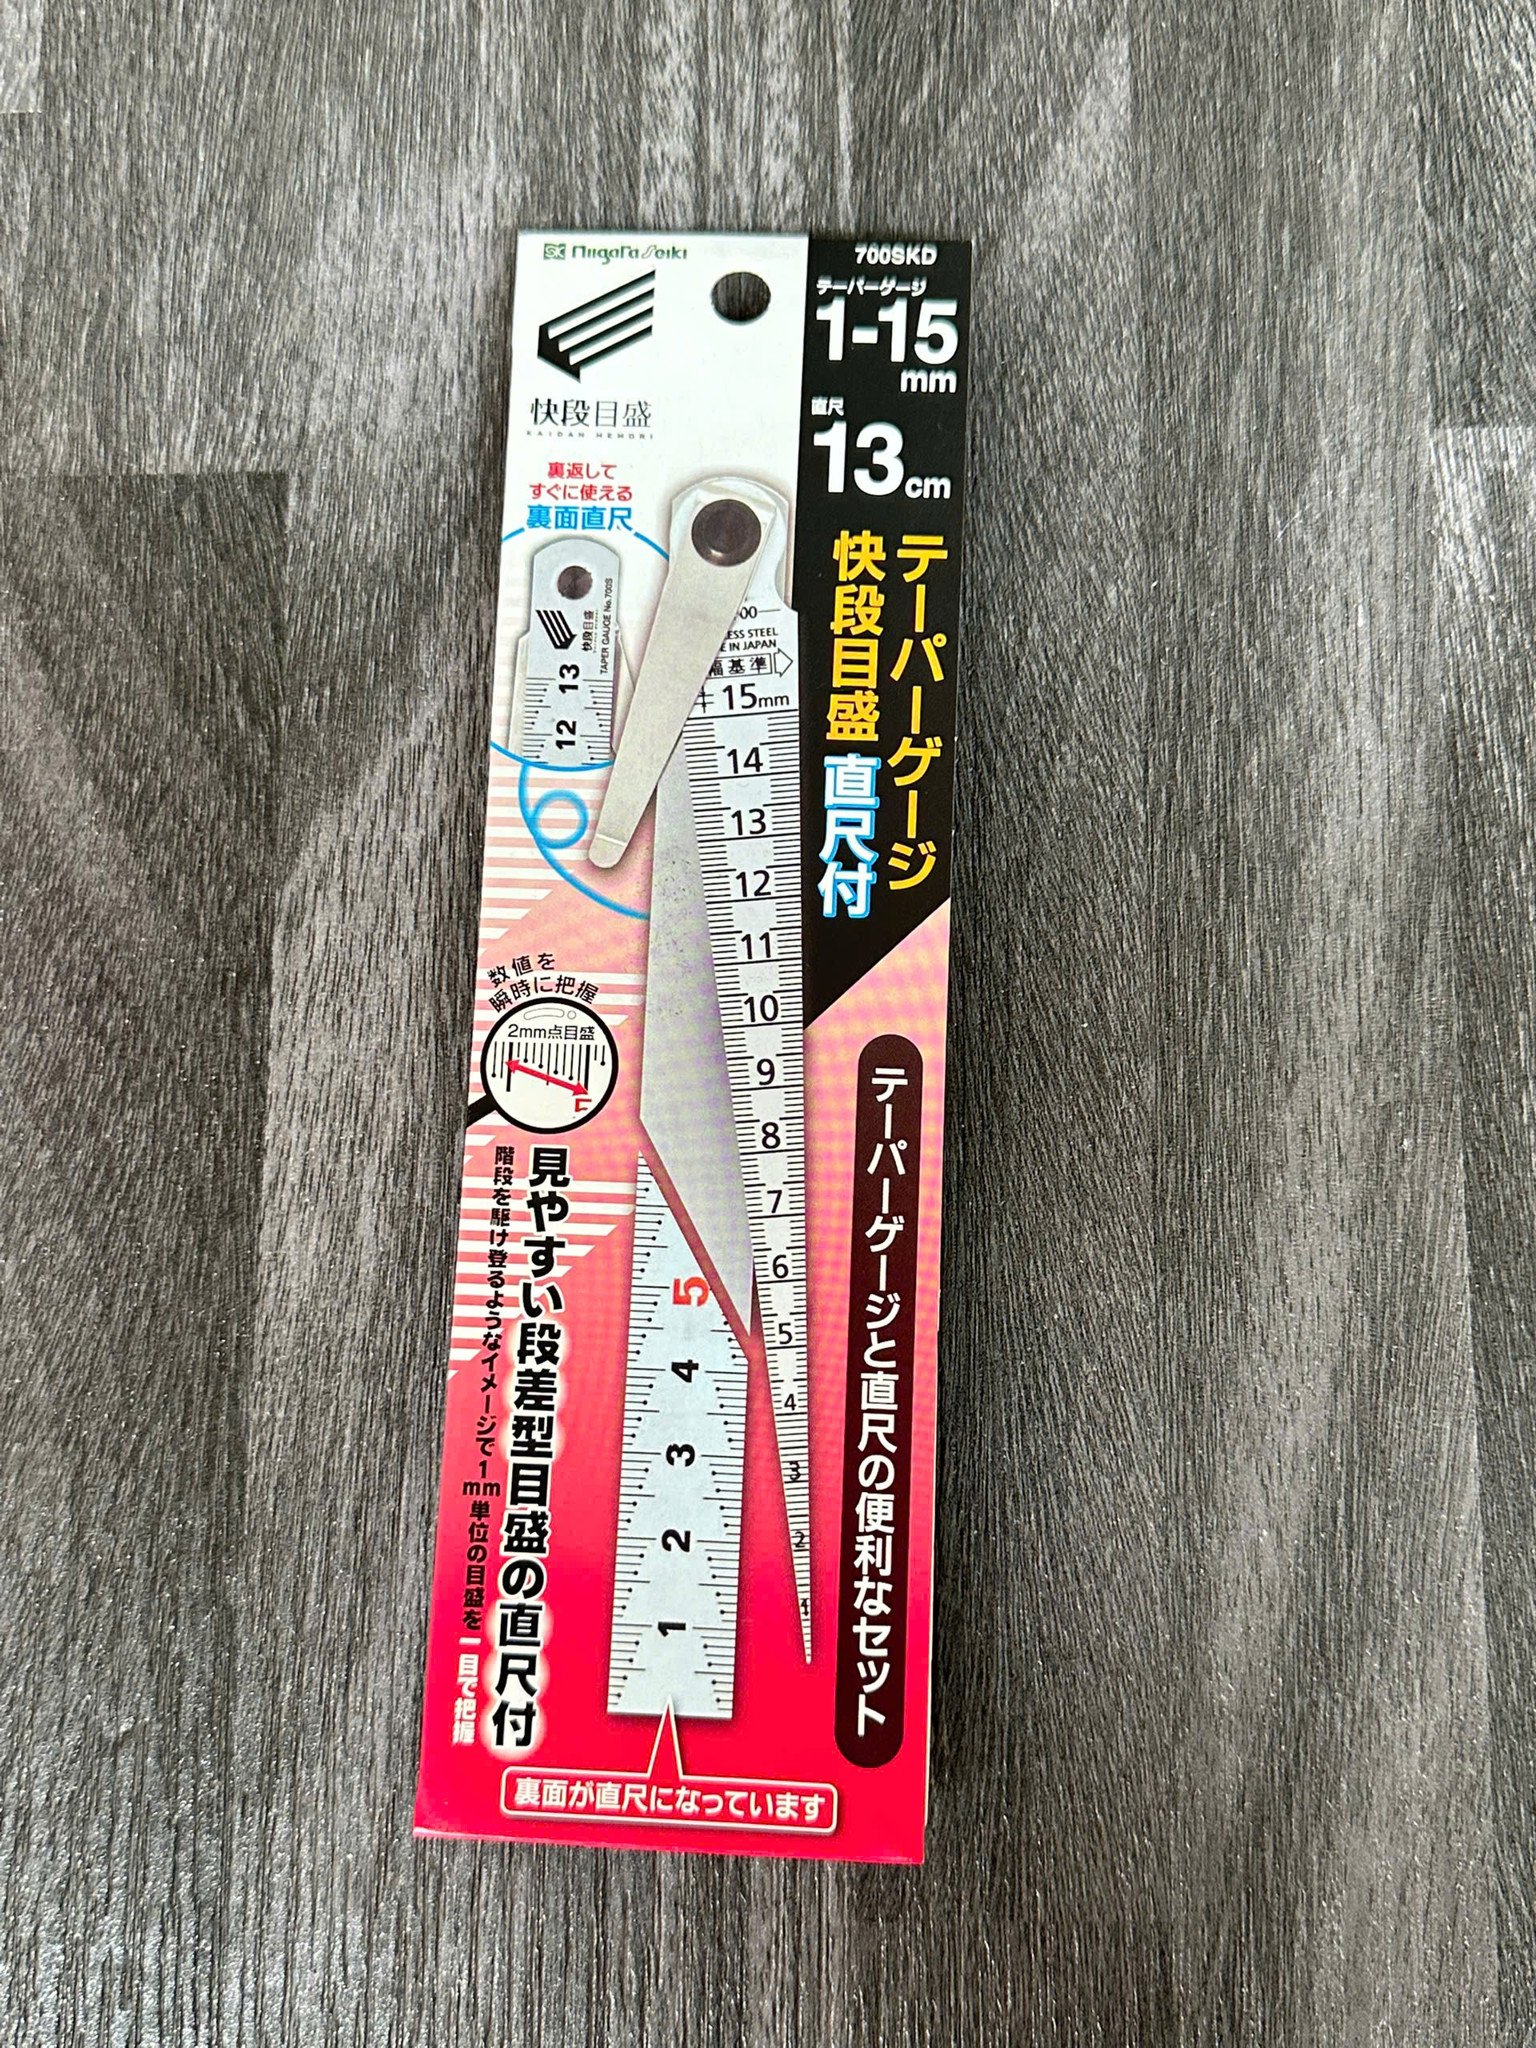 SK Niigata Seiki
700SKD
テーパーゲージ
1-15
mm
直尺
13cm
快段目盛
KAIDAN MEMORI
裏返して
すぐに使える
裏面直尺
テーパーゲージ
快段目盛 直尺付
快段目盛
TAPER GAUGE No.700S
13
12
00
ESS STEEL
E IN JAPAN
幅基準
15mm
14
13
12
11
10
9
8
7
6
5
4
3
2
1
数値を
瞬時に把握
2mm点目盛
5
4
3
2
1
見やすい段差型目盛の直尺付
階段を駆け登るようなイメージで1mm単位の目盛を一目で把握
テーパーゲージと直尺の便利なセット
裏面が直尺になっています